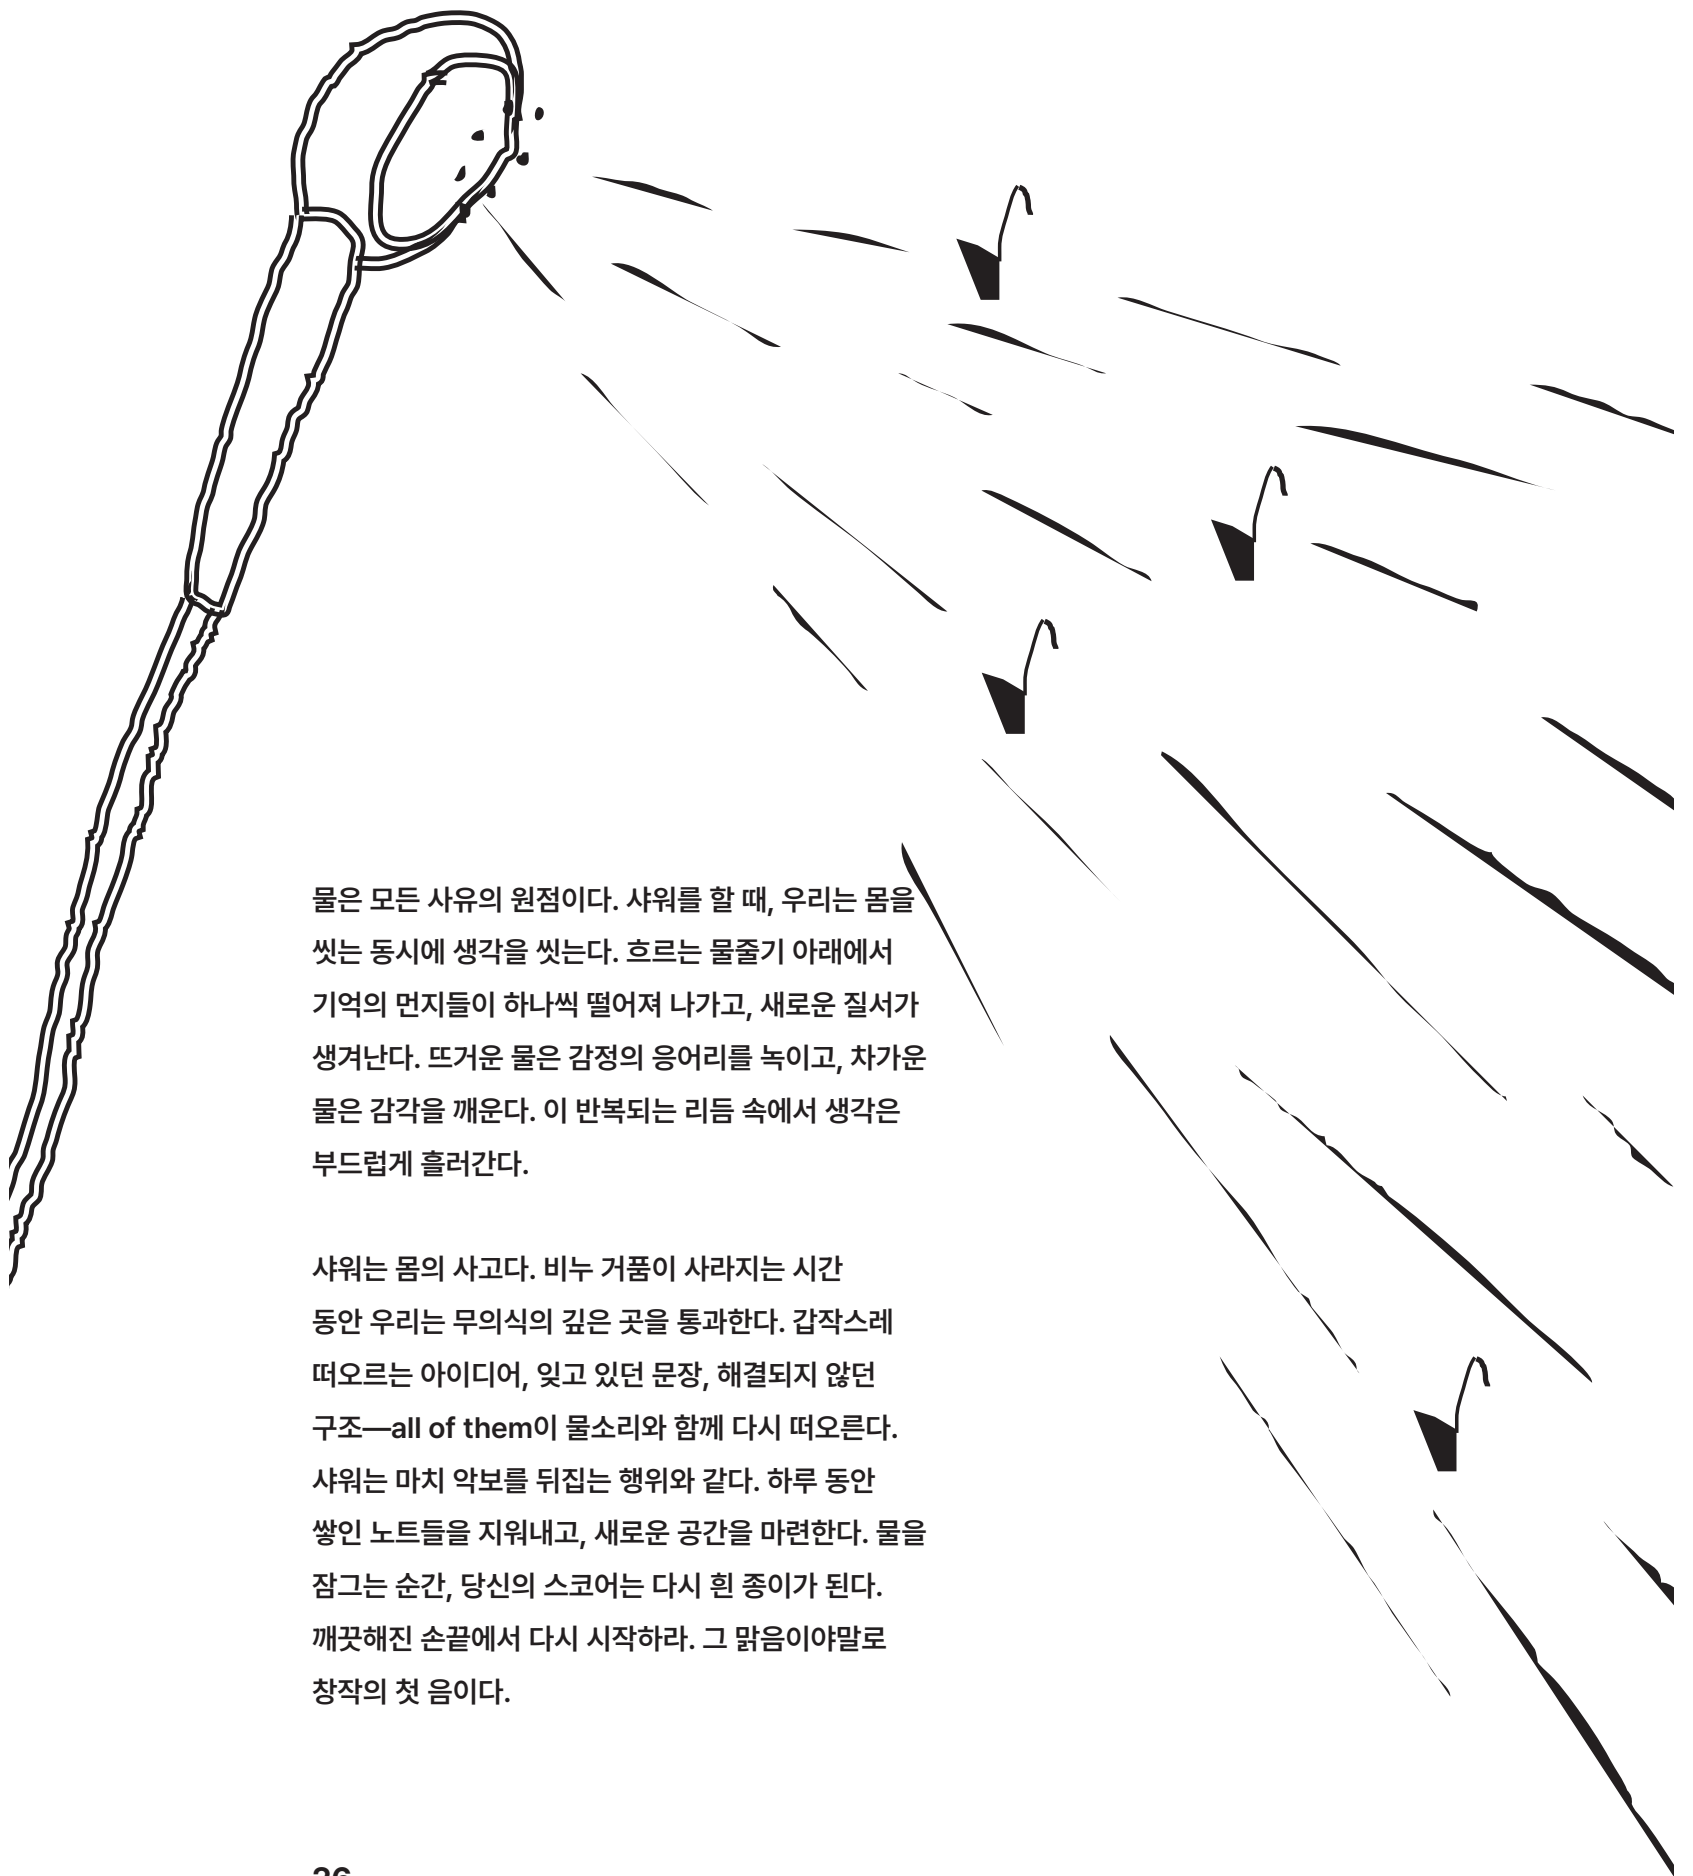 물은 모든 사유의 원점이다. 샤워를 할 때, 우리는 몸을
씻는 동시에 생각을 씻는다. 흐르는 물줄기 아래에서
기억의 먼지들이 하나씩 떨어져 나가고, 새로운 질서가
생겨난다. 뜨거운 물은 감정의 응어리를 녹이고, 차가운
물은 감각을 깨운다. 이 반복되는 리듬 속에서 생각은
부드럽게 흘러간다.
샤워는 몸의 사고다. 비누 거품이 사라지는 시간
동안 우리는 무의식의 깊은 곳을 통과한다. 갑작스레
떠오르는 아이디어, 잊고 있던 문장, 해결되지 않던
구조—all of them이 물소리와 함께 다시 떠오른다.
샤워는 마치 악보를 뒤집는 행위와 같다. 하루 동안
쌓인 노트들을 지워내고, 새로운 공간을 마련한다. 물을
잠그는 순간, 당신의 스코어는 다시 흰 종이가 된다.
깨끗해진 손끝에서 다시 시작하라. 그 맑음이야말로
창작의 첫 음이다.